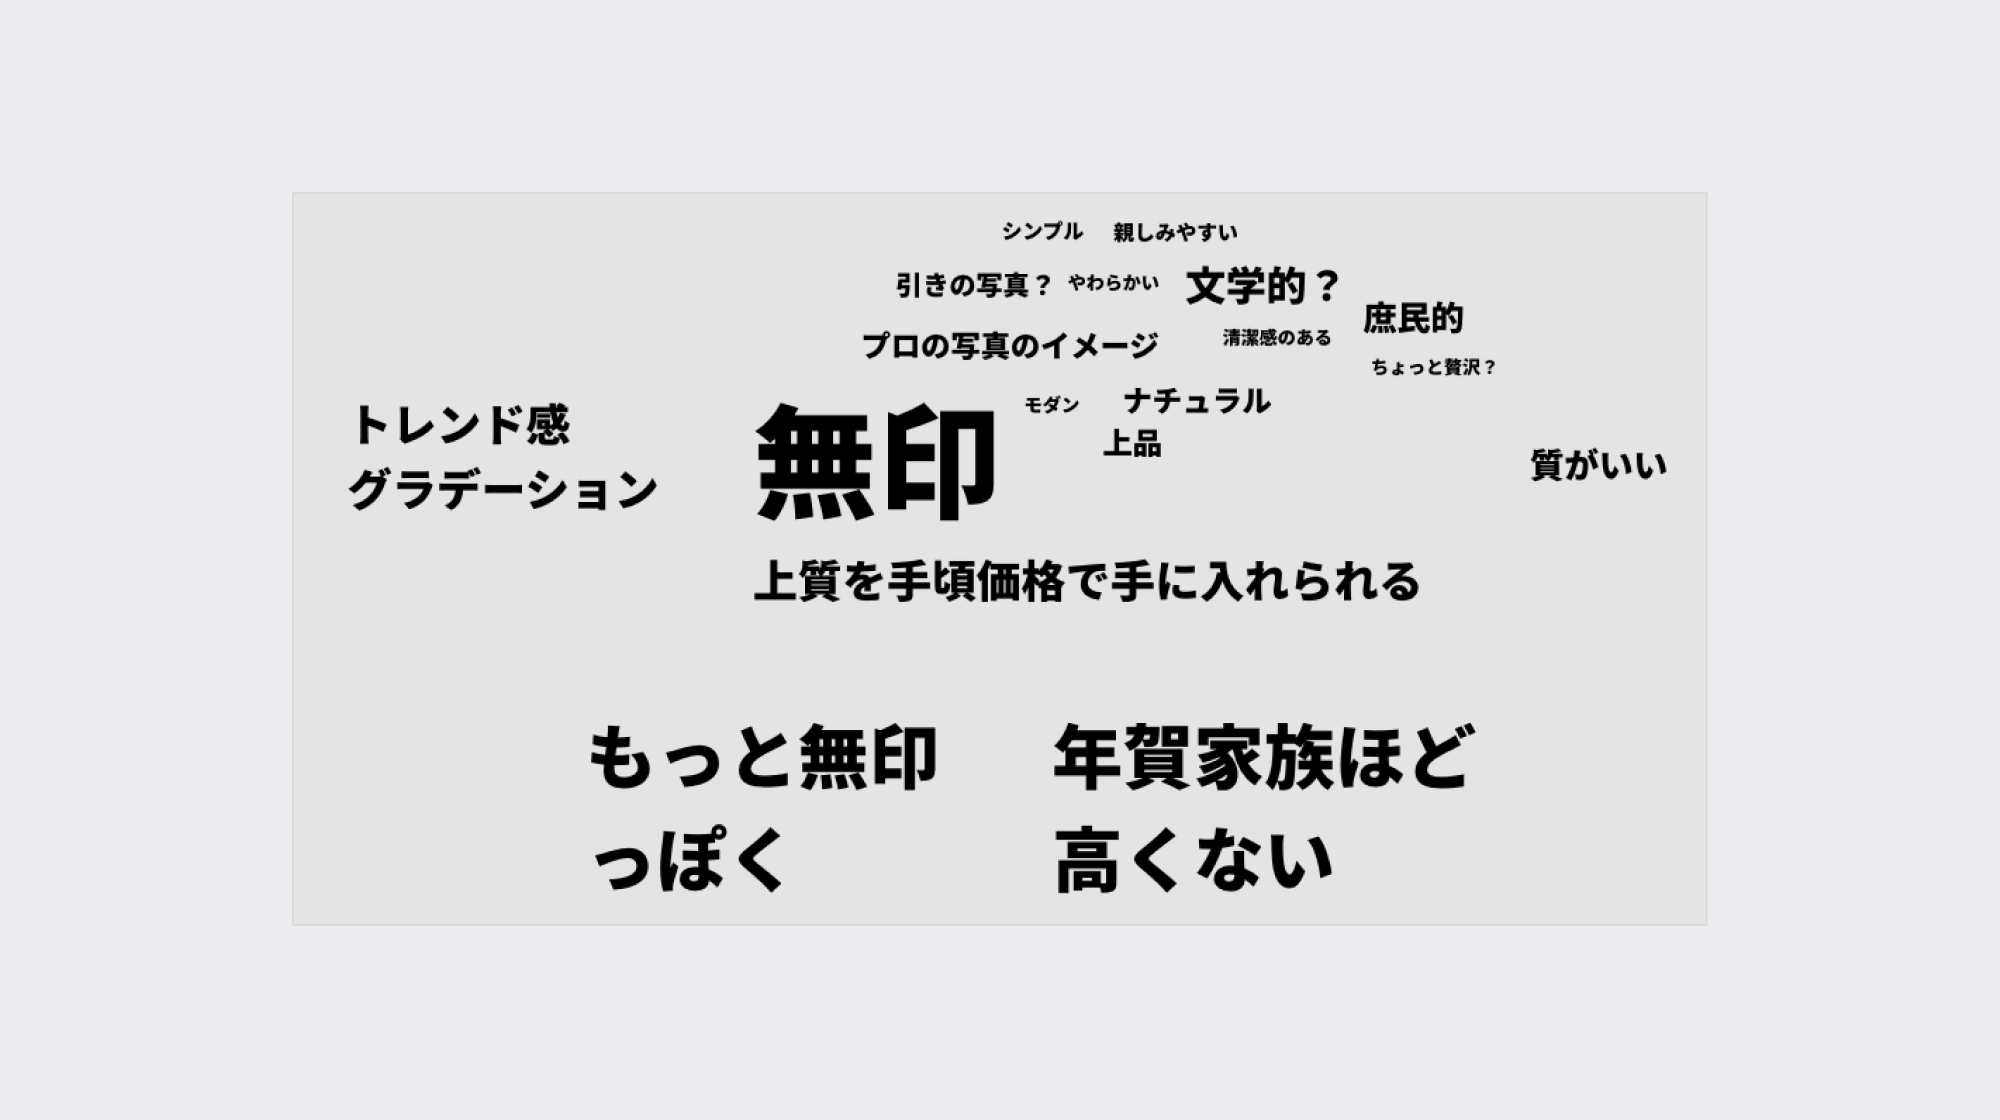 シンプル 親しみやすい
引きの写真？ やわらかい 文学的？
庶民的
プロの写真のイメージ 清潔感のある
ちょっと贅沢？
トレンド感
グラデーション
無印
モダン ナチュラル
上品
質がいい
上質を手頃価格で手に入れられる
もっと無印
っぽく
年賀家族ほど
高くない